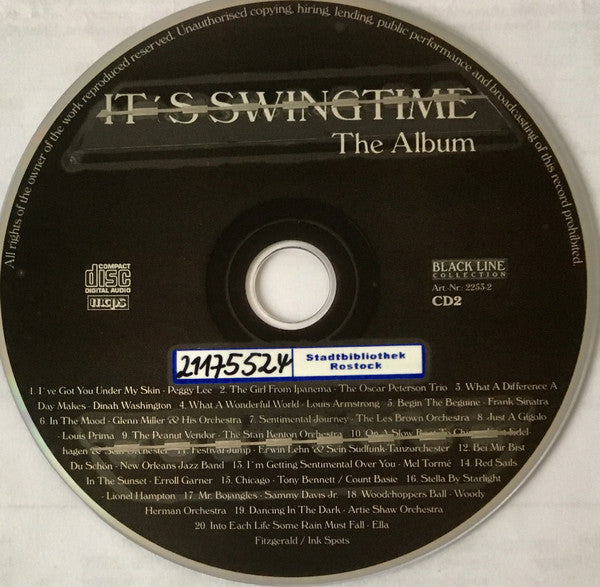 All rights of the owner of the work reproduced reserved. Unauthorised copying, hiring, lending, public performance and broadcasting of this record prohibited.
IT´S SWINGTIME
The Album
COMPACT
disc
DIGITAL AUDIO
mcps
BLACK LINE
COLLECTION
Art-Nr.: 2253-2
CD2
21175524
Stadtbibliothek
Rostock
1. I´ve Got You Under My Skin - Peggy Lee 2. The Girl From Ipanema - The Oscar Peterson Trio 3. What A Difference A
Day Makes - Dinah Washington 4. What A Wonderful World - Louis Armstrong 5. Begin The Beguine - Frank Sinatra
6. In The Mood - Glenn Miller & His Orchestra 7. Sentimental Journey - The Les Brown Orchestra 8. Just A Gigolo
- Louis Prima 9. The Peanut Vendor - The Stan Kenton Orchestra 10. On A Slow Boat To
hagen & Orchester 11. Festival Jump - Erwin Lehn & Sein Südfunk-Tanzorchester 12. Bei Mir Bist
Du Schön - New Orleans Jazz Band 13. I´m Getting Sentimental Over You - Mel Tormé 14. Red Sails
In The Sunset - Erroll Garner 15. Chicago - Tony Bennett / Count Basie 16. Stella By Starlight
- Lionel Hampton 17. Mr. Bojangles - Sammy Davis Jr. 18. Woodchoppers Ball - Woody
Herman Orchestra 19. Dancing In The Dark - Artie Shaw Orchestra
20. Into Each Life Some Rain Must Fall - Ella
Fitzgerald / Ink Spots